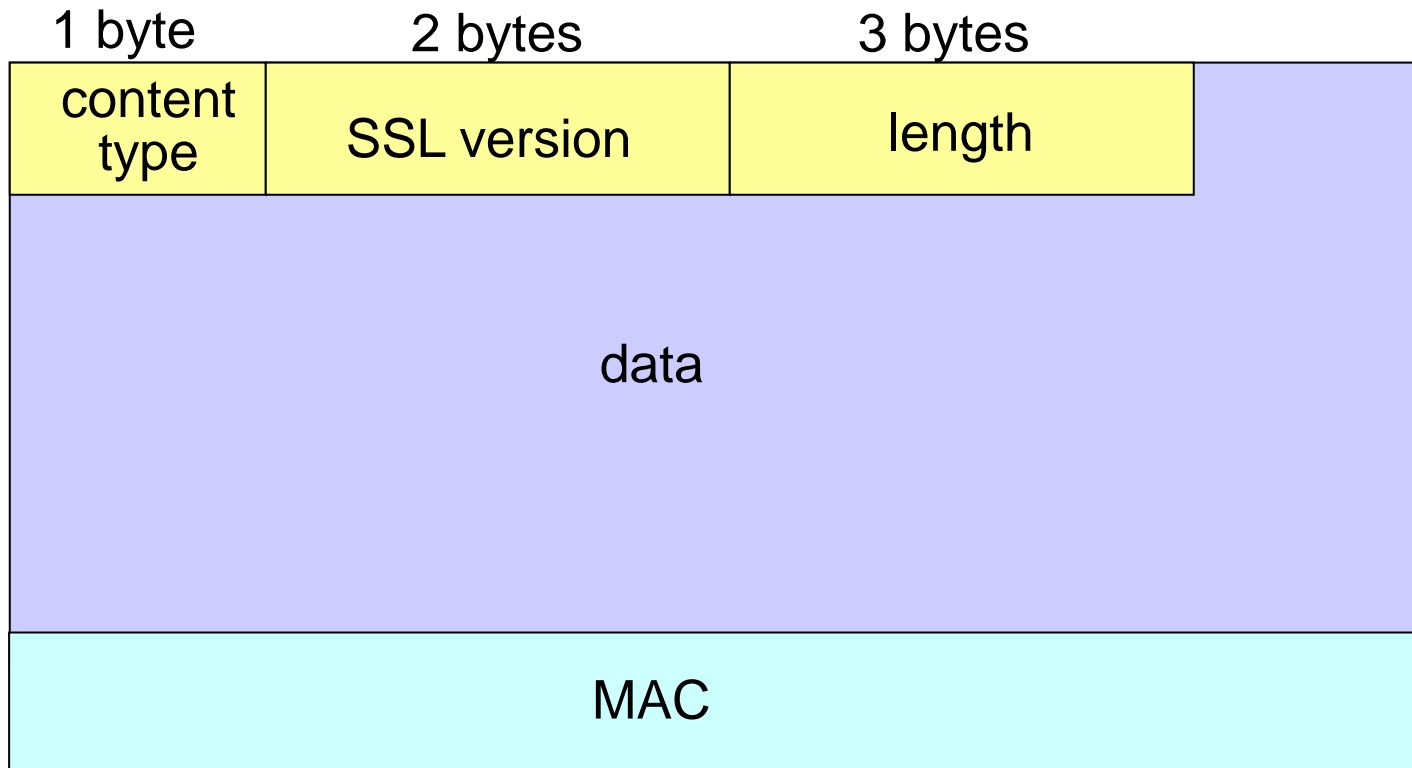 1 byte 2 bytes 3 bytes
content
type
SSL version
length
data
MAC